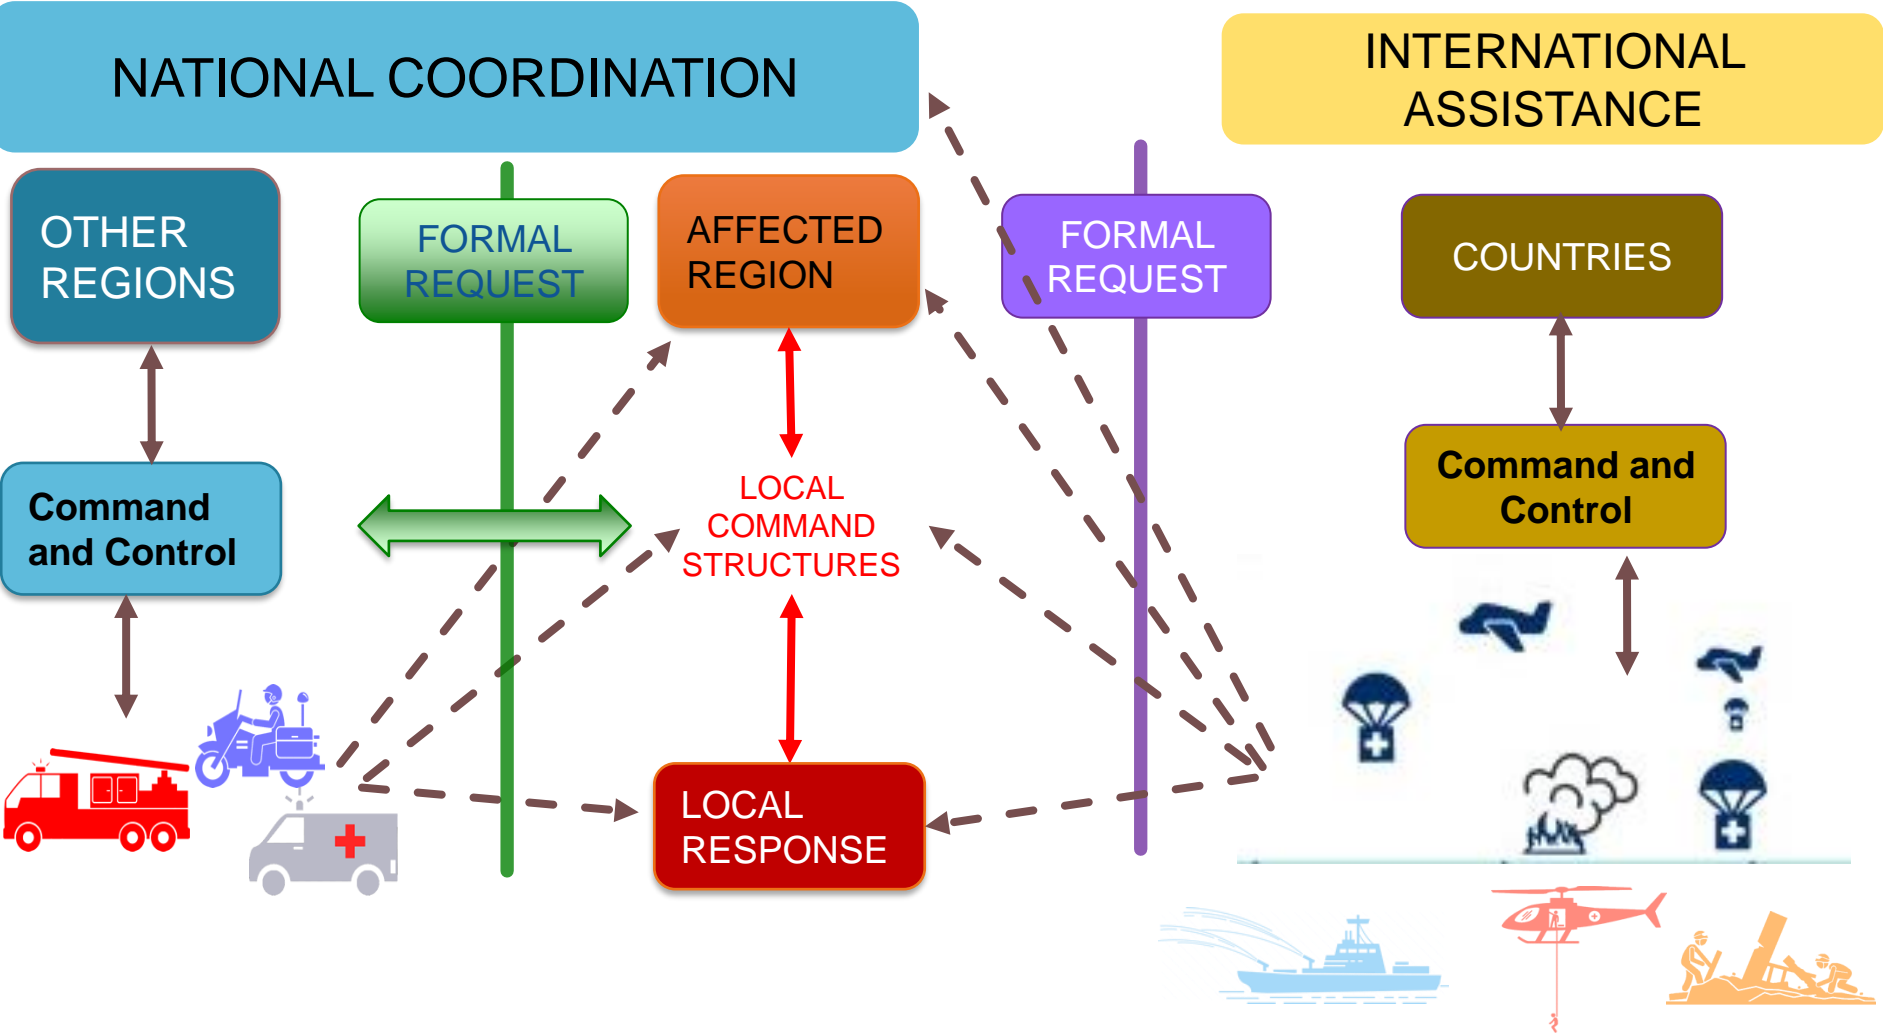 NATIONAL COORDINATION
INTERNATIONAL
ASSISTANCE
OTHER
REGIONS
FORMAL
REQUEST
AFFECTED
REGION
FORMAL
REQUEST
COUNTRIES
Command
and Control
LOCAL
COMMAND
STRUCTURES
Command and
Control
LOCAL
RESPONSE